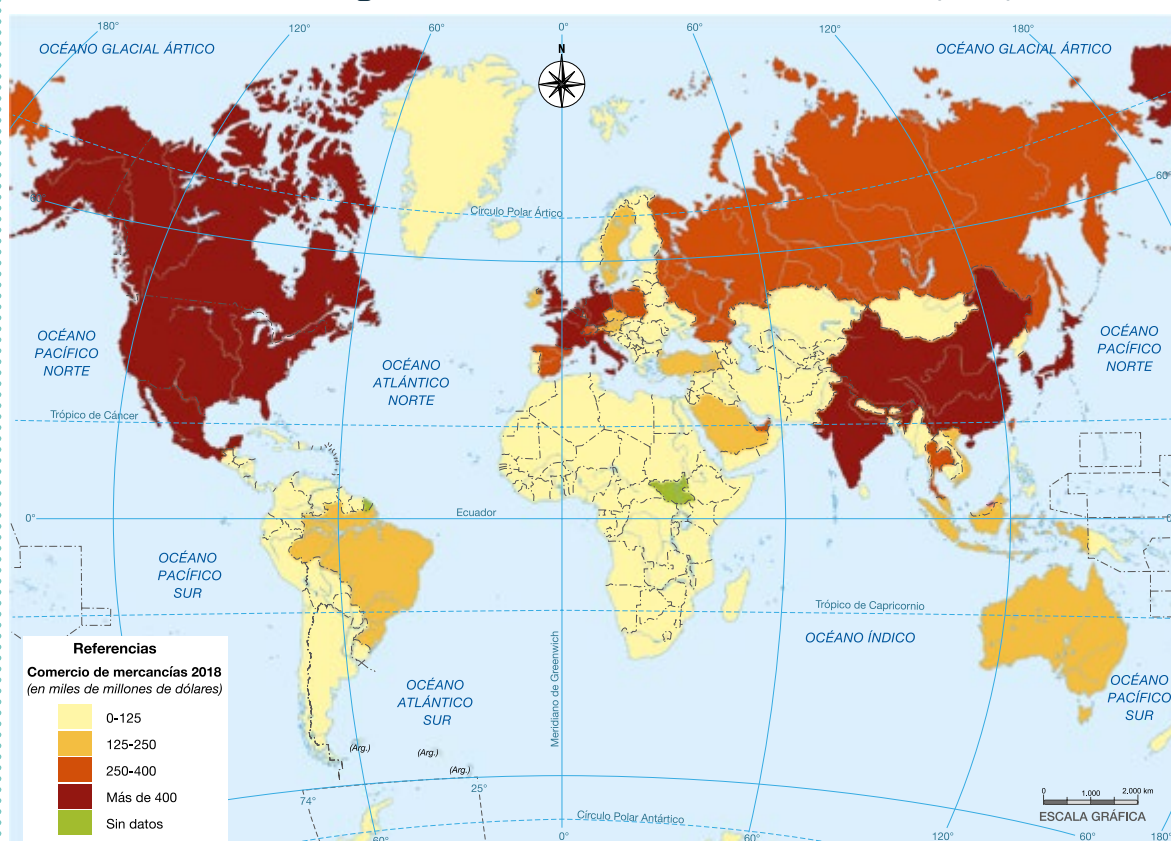 180°
120°
60°
0°
60°
120°
180°
OCÉANO GLACIAL ÁRTICO
OCÉANO GLACIAL ÁRTICO
N
60°
60°
Círculo Polar Ártico
OCÉANO
PACÍFICO
NORTE
OCÉANO
ATLÁNTICO
NORTE
OCÉANO
PACÍFICO
NORTE
Trópico de Cáncer
0°
Ecuador
OCÉANO
PACÍFICO
SUR
Trópico de Capricornio
OCÉANO ÍNDICO
Meridiano de Greenwich
OCÉANO
ATLÁNTICO
SUR
OCÉANO
PACÍFICO
SUR
(Arg.)
(Arg.)
(Arg.)
74°
25°
Círculo Polar Antártico
60°
0°
120°
60°
180°
Referencias
Comercio de mercancías 2018
(en miles de millones de dólares)
0-125
125-250
250-400
Más de 400
Sin datos
0 1.000 2.000 km
ESCALA GRÁFICA